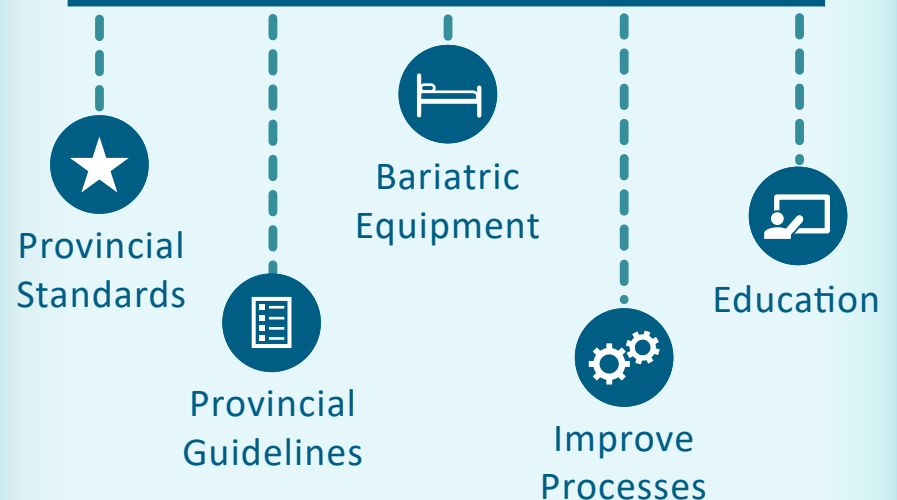 Provincial
Standards
Provincial
Guidelines
Bariatric
Equipment
Improve
Processes
Education